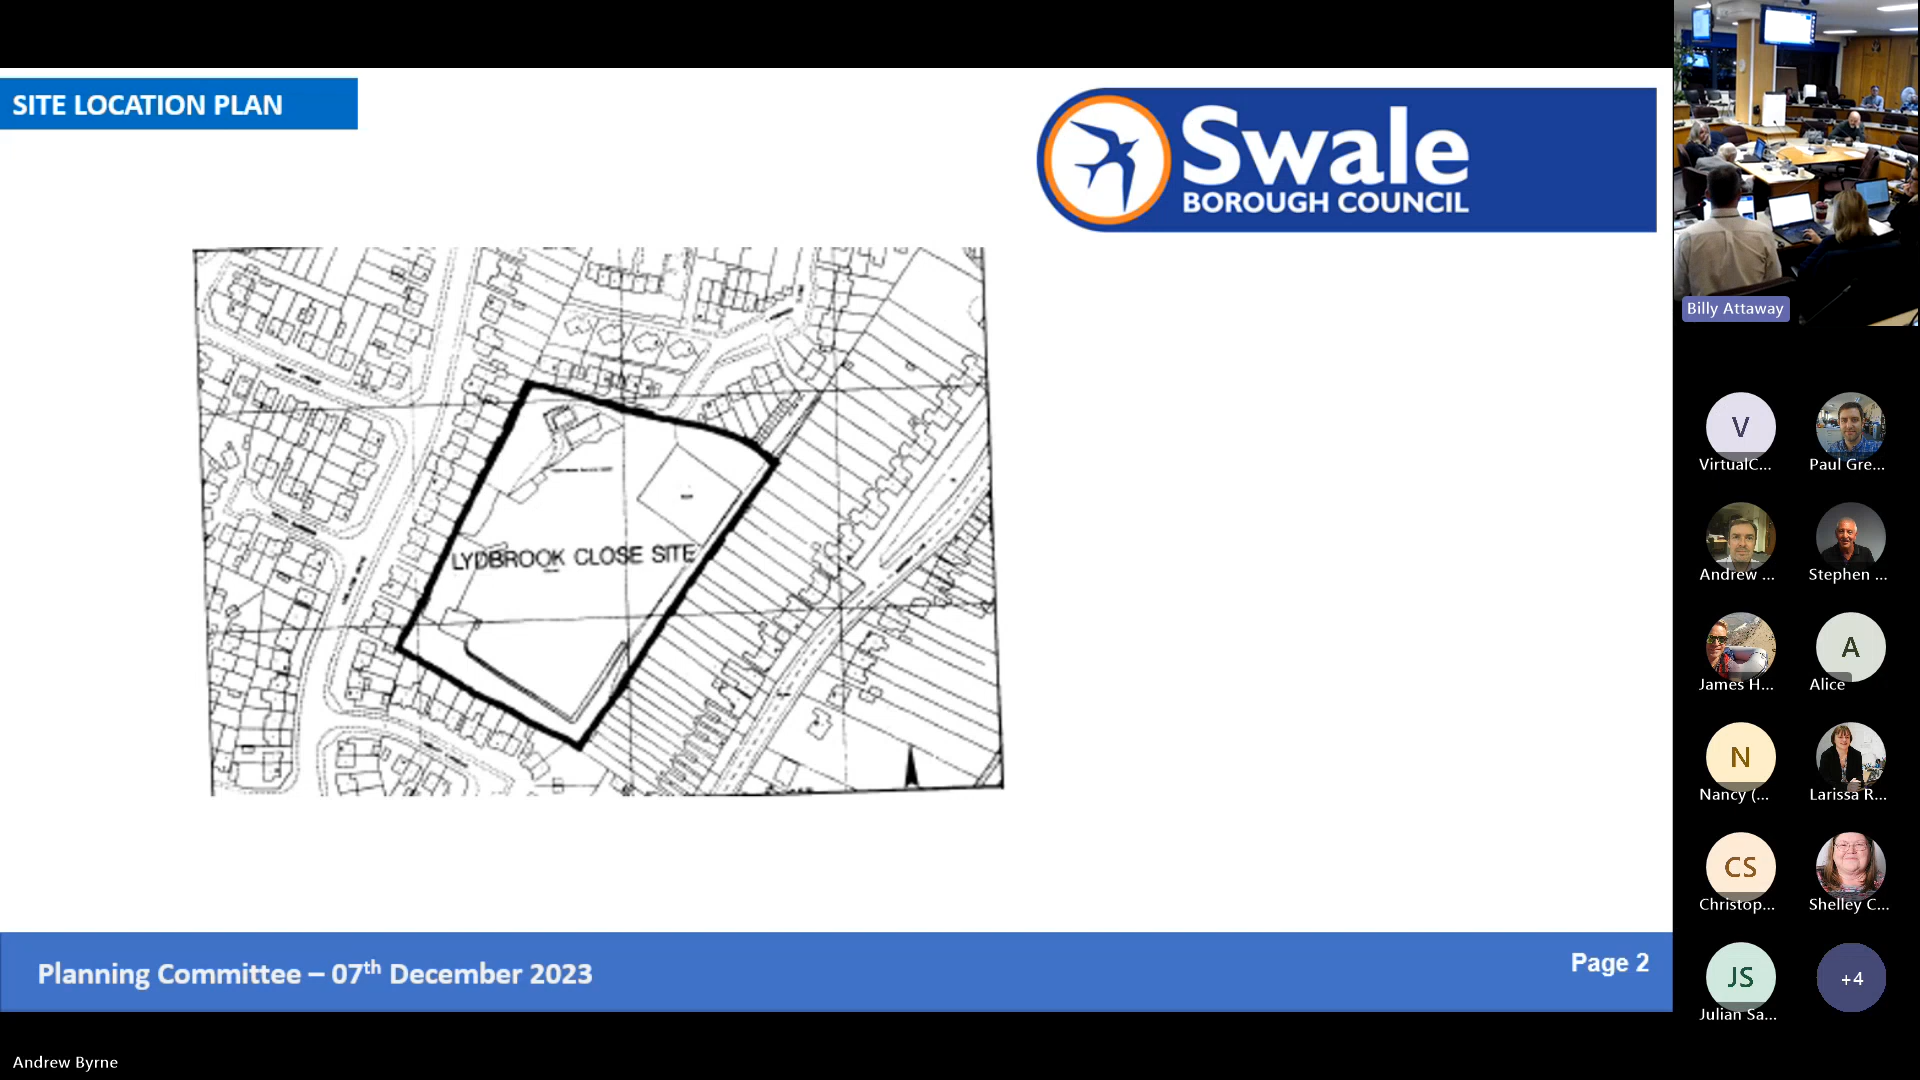 SITE LOCATION PLAN
Swale
BOROUGH COUNCIL
LYDBROOK CLOSE SITE
Planning Committee – 07th December 2023
Page 2
Andrew Byrne
Billy Attaway
V
VirtualC...
Paul Gre...
Andrew ...
Stephen ...
James H...
A
Alice
N
Nancy (...
Larissa R...
CS
Christop...
Shelley C...
JS
Julian Sa...
+4